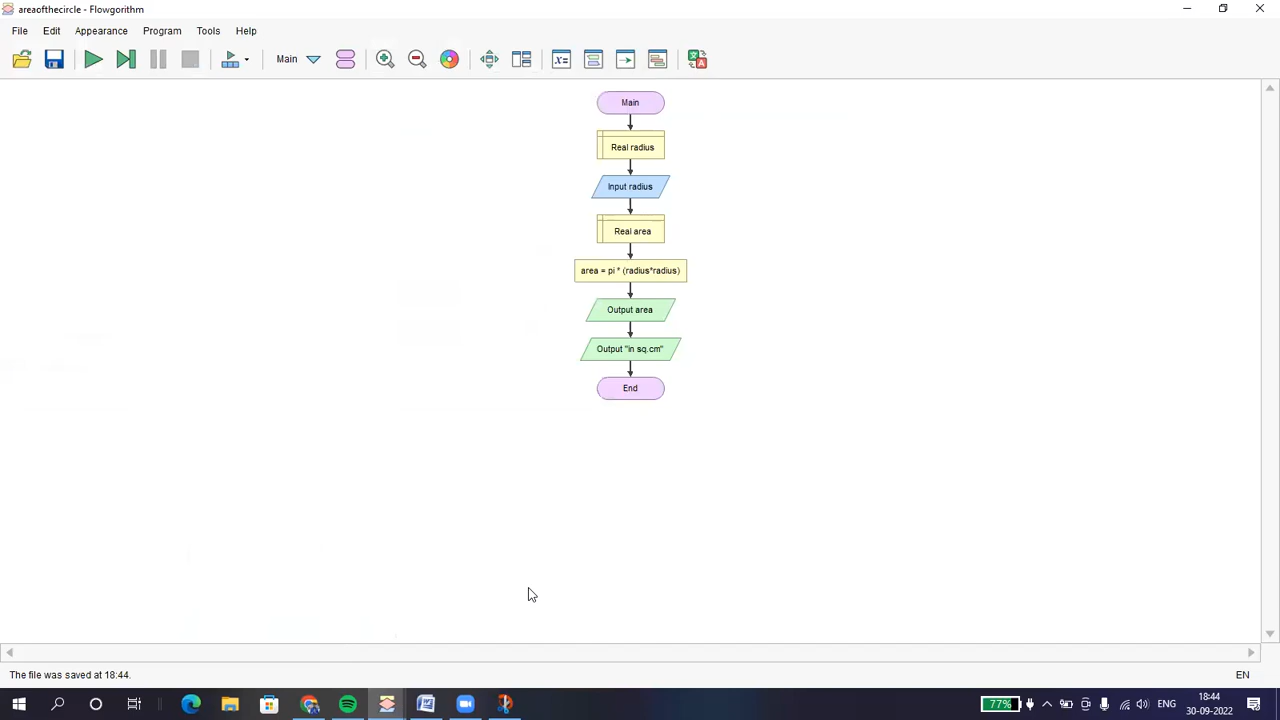 areaofthecircle - Flowgorithm
File Edit Appearance Program Tools Help
Main
Main
Real radius
Input radius
Real area
area = pi * (radius*radius)
Output area
Output "in sq.cm"
End
The file was saved at 18:44.
EN
77%
ENG
18:44
30-09-2022